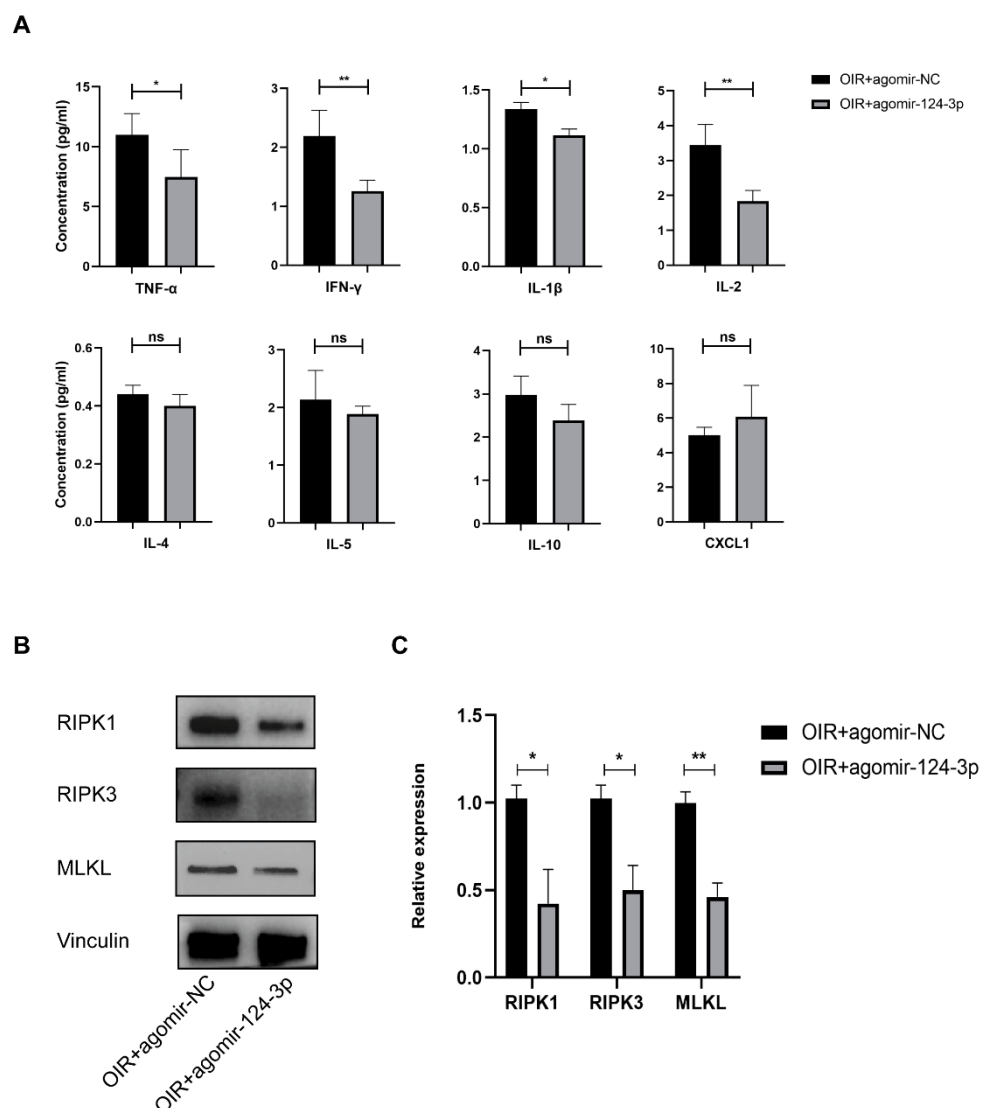 A
Concentration (pg/ml)
15
10
5
0
*
TNF-α
3
2
1
0
**
IFN-γ
1.5
1.0
0.5
0.0
*
IL-1β
5
4
3
2
1
0
**
IL-2
OIR+agomir-NC
OIR+agomir-124-3p
Concentration (pg/ml)
0.6
0.4
0.2
0.0
ns
IL-4
3
2
1
0
ns
IL-5
4
3
2
1
0
ns
IL-10
10
8
6
4
2
0
ns
CXCL1
B
RIPK1
RIPK3
MLKL
Vinculin
OIR+agomir-NC
OIR+agomir-124-3p
C
Relative expression
1.5
1.0
0.5
0.0
*
*
**
RIPK1
RIPK3
MLKL
OIR+agomir-NC
OIR+agomir-124-3p